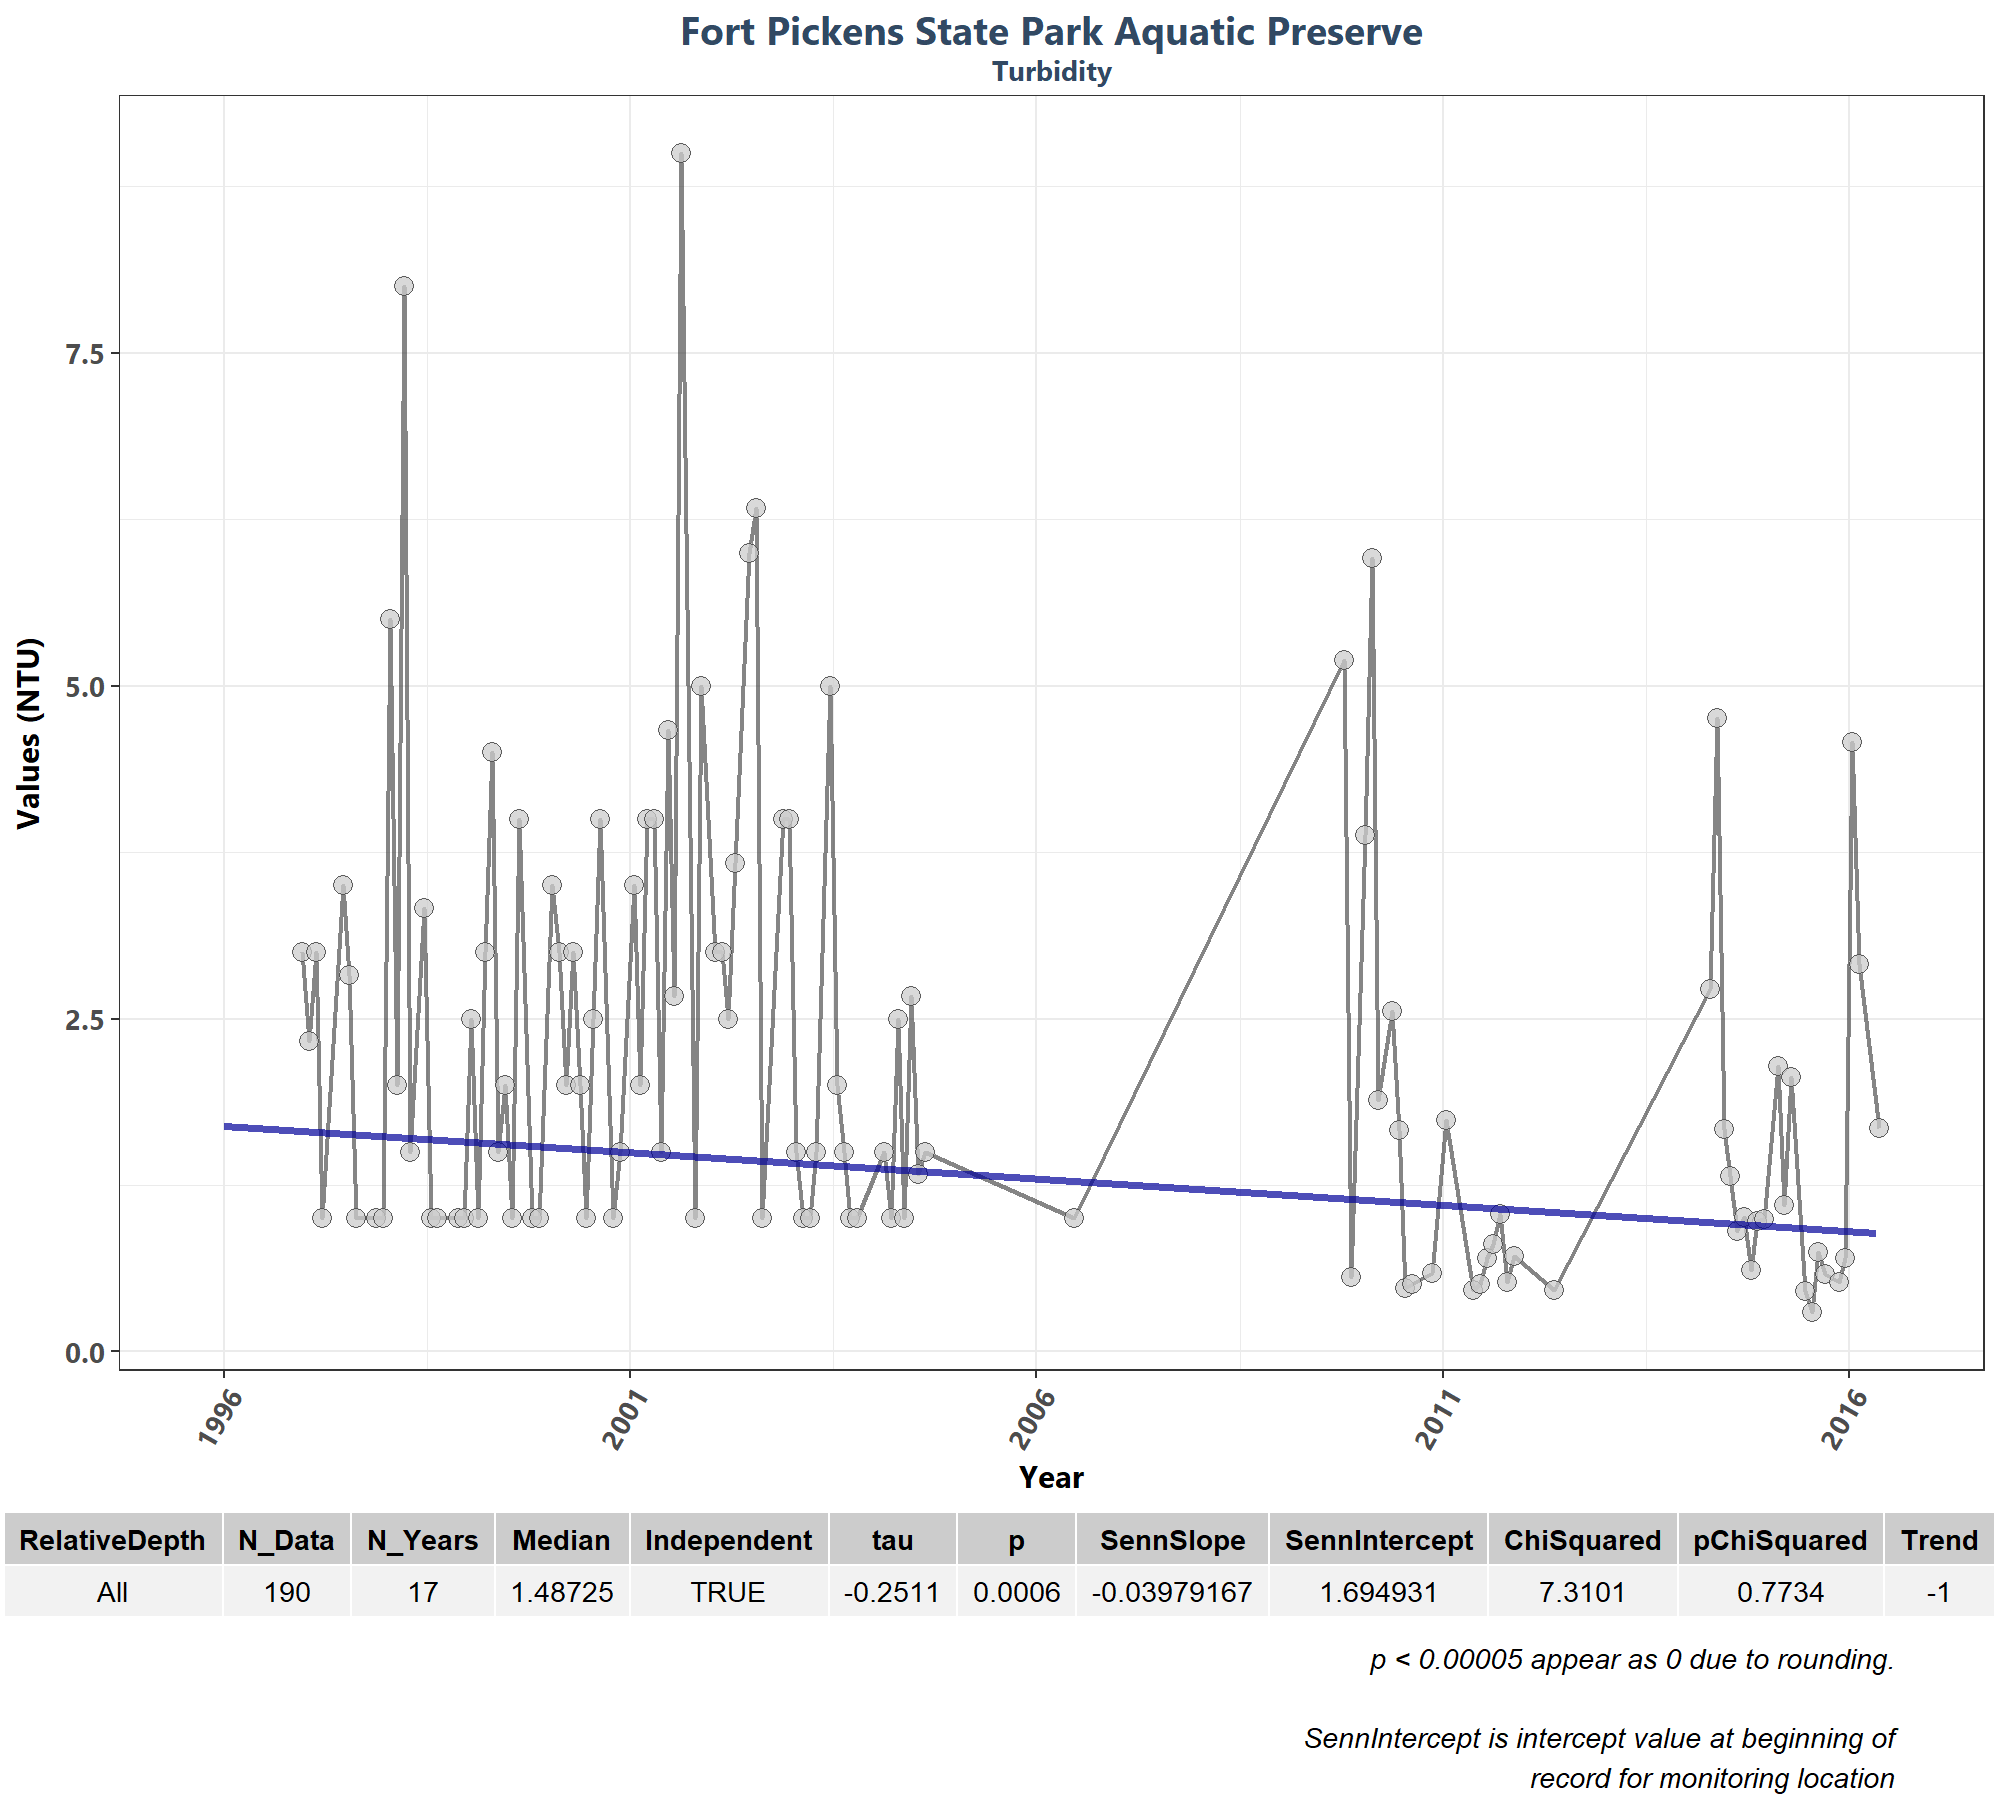 Fort Pickens State Park Aquatic Preserve
Turbidity
Values (NTU)
7.5
5.0
2.5
0.0
1996 2001 2006 2011 2016
Year
RelativeDepth N_Data N_Years Median Independent tau p SennSlope SennIntercept ChiSquared pChiSquared Trend
All 190 17 1.48725 TRUE -0.2511 0.0006 -0.03979167 1.694931 7.3101 0.7734 -1
p < 0.00005 appear as 0 due to rounding.
SennIntercept is intercept value at beginning of
record for monitoring location